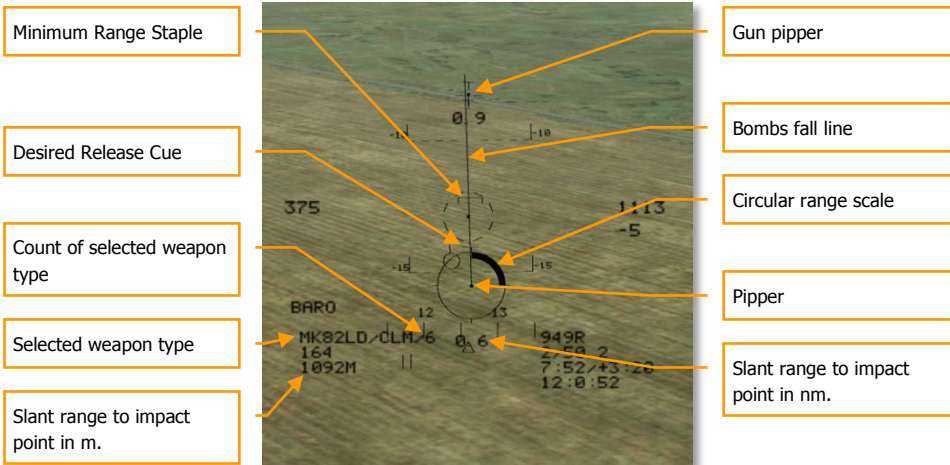 Minimum Range Staple
Desired Release Cue
Count of selected weapon
type
Selected weapon type
Slant range to impact
point in m.
0.9
-10
-10
375
1113
-5
-15
-15
BARO
12
13
MK82LD/CLM/6
0.6
949R
164
2/50.2
1092M
7:52/+3:28
12:0:52
Gun pipper
Bombs fall line
Circular range scale
Pipper
Slant range to impact
point in nm.